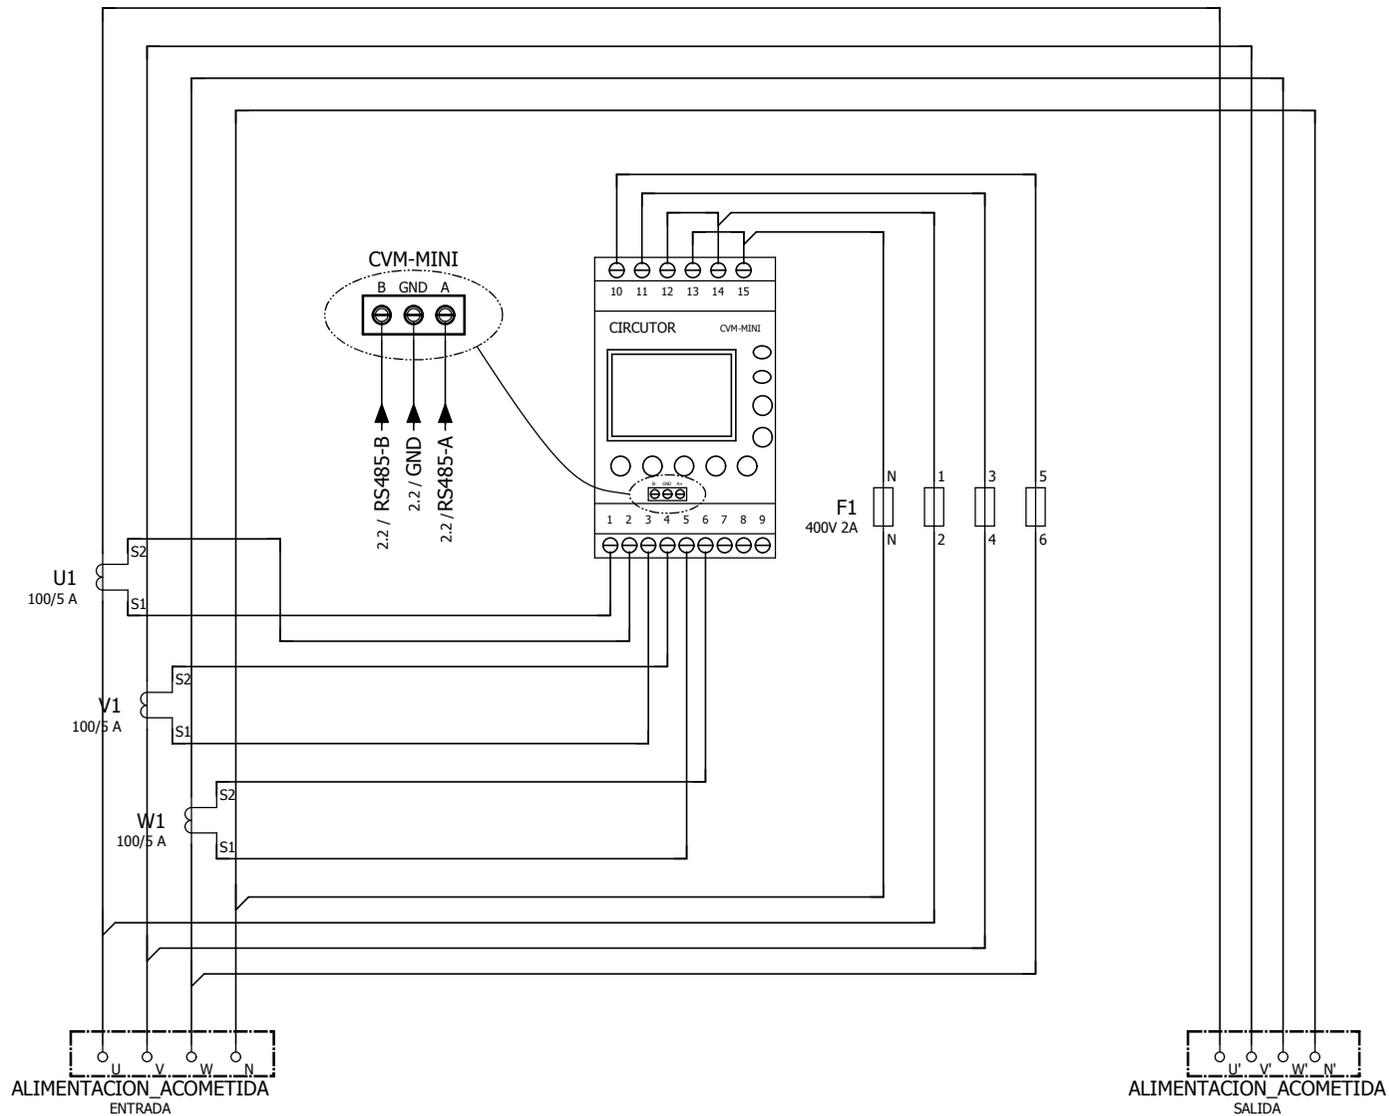 CVM-MINI
B GND A
2.2 / RS485-B
2.2 / GND
2.2 / RS485-A
10 11 12 13 14 15
CIRCUTOR CVM-MINI
B- GND A+
1 2 3 4 5 6 7 8 9
F1
400V 2A
N 1 3 5
N 2 4 6
U1
100/5 A
S2
S1
V1
100/5 A
S2
S1
W1
100/5 A
S2
S1
U V W N
ALIMENTACION_ACOMETIDA
ENTRADA
U' V' W' N'
ALIMENTACION_ACOMETIDA
SALIDA